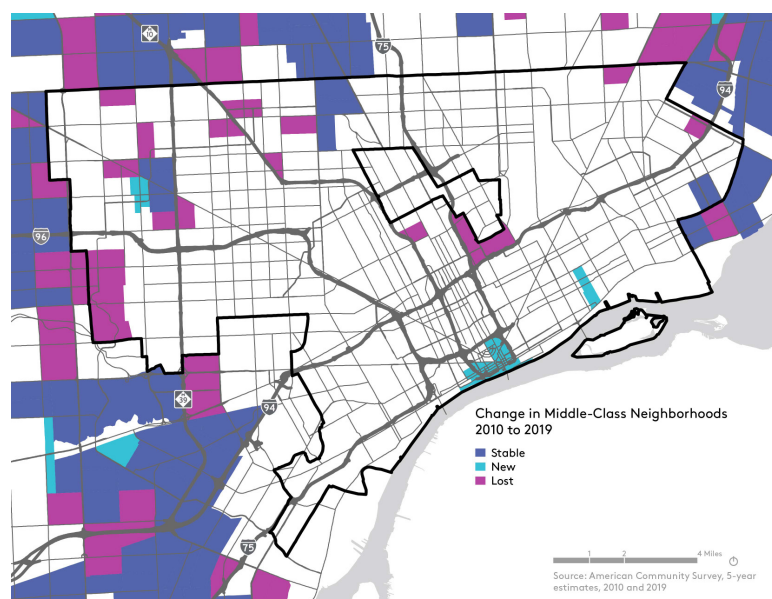 10
75
94
96
39
94
75
Change in Middle-Class Neighborhoods
2010 to 2019
Stable
New
Lost
1 2 4 Miles
Source: American Community Survey, 5-year
estimates, 2010 and 2019